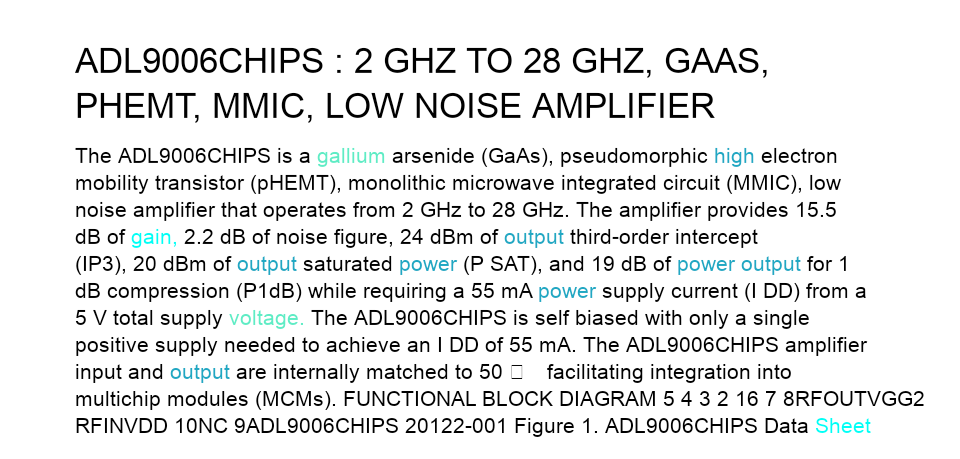 ADL9006CHIPS : 2 GHZ TO 28 GHZ, GAAS,
PHEMT, MMIC, LOW NOISE AMPLIFIER
The ADL9006CHIPS is a gallium arsenide (GaAs), pseudomorphic high electron
mobility transistor (pHEMT), monolithic microwave integrated circuit (MMIC), low
noise amplifier that operates from 2 GHz to 28 GHz. The amplifier provides 15.5
dB of gain, 2.2 dB of noise figure, 24 dBm of output third-order intercept
(IP3), 20 dBm of output saturated power (P SAT), and 19 dB of power output for 1
dB compression (P1dB) while requiring a 55 mA power supply current (I DD) from a
5 V total supply voltage. The ADL9006CHIPS is self biased with only a single
positive supply needed to achieve an I DD of 55 mA. The ADL9006CHIPS amplifier
input and output are internally matched to 50 □ facilitating integration into
multichip modules (MCMs). FUNCTIONAL BLOCK DIAGRAM 5 4 3 2 16 7 8RFOUTVGG2
RFINVDD 10NC 9ADL9006CHIPS 20122-001 Figure 1. ADL9006CHIPS Data Sheet